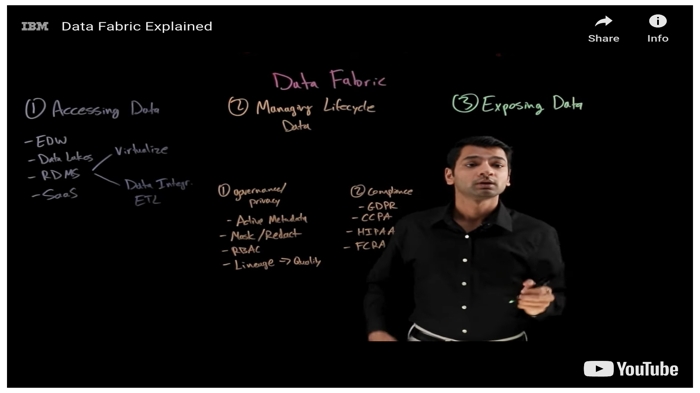 IBM Data Fabric Explained
Share
Info
Data Fabric
① Accessing Data
- EDW
- Data Lakes
- RDMS
- SaaS
Virtualize
Data Integr.
ETL
② Managing Lifecycle
Data
① governance/
privacy
- Active Metadata
- Mask/Redact
- RBAC
- Lineage => Quality
② Compliance
- GDPR
- CCPA
- HIPAA
- FCRA
③ Exposing Data
YouTube